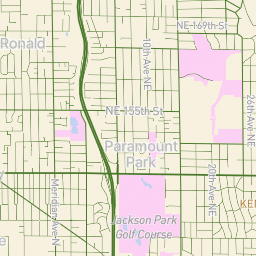 NE 169th St
Ronald
10th Ave NE
26th Ave NE
NE 155th St
Paramount
Park
Meridian Ave N
20th Ave NE
KE
Jackson Park
Golf Course
e